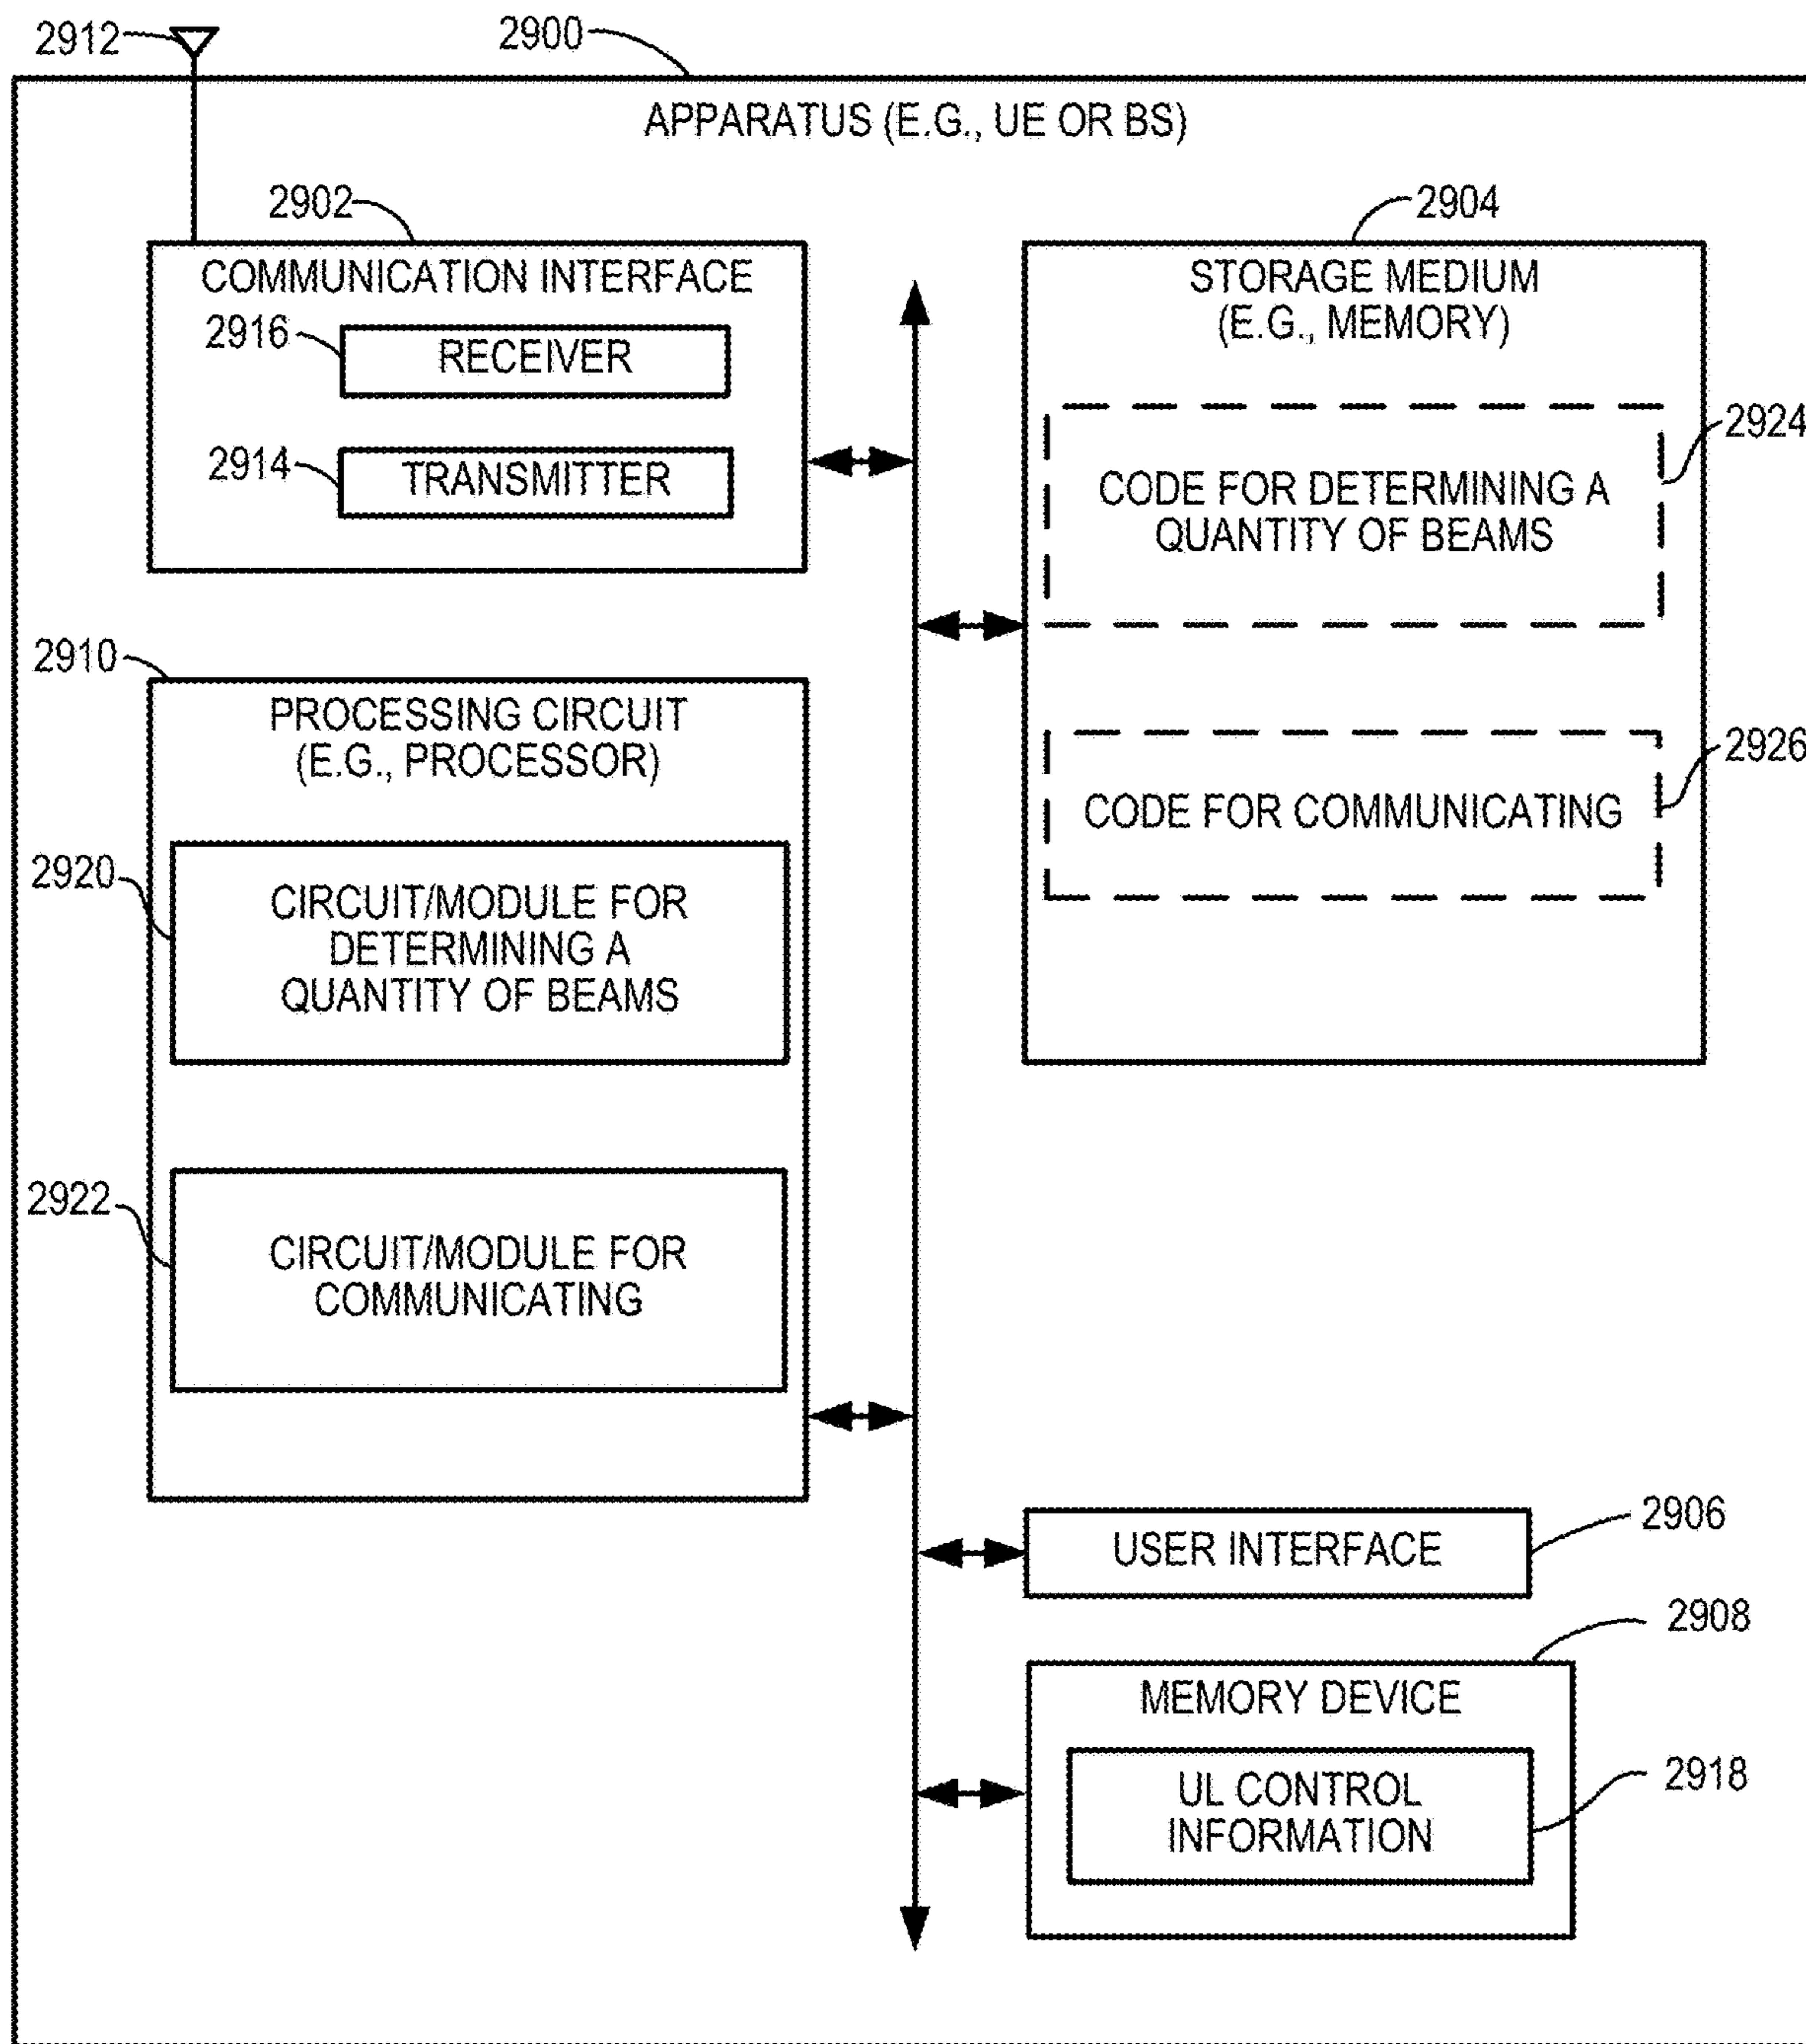 2912
2900
APPARATUS (E.G., UE OR BS)
2902
COMMUNICATION INTERFACE
2916
RECEIVER
2914
TRANSMITTER
2904
STORAGE MEDIUM
(E.G., MEMORY)
2924
CODE FOR DETERMINING A
QUANTITY OF BEAMS
2926
CODE FOR COMMUNICATING
2910
PROCESSING CIRCUIT
(E.G., PROCESSOR)
2920
CIRCUIT/MODULE FOR
DETERMINING A
QUANTITY OF BEAMS
2922
CIRCUIT/MODULE FOR
COMMUNICATING
2906
USER INTERFACE
2908
MEMORY DEVICE
2918
UL CONTROL
INFORMATION